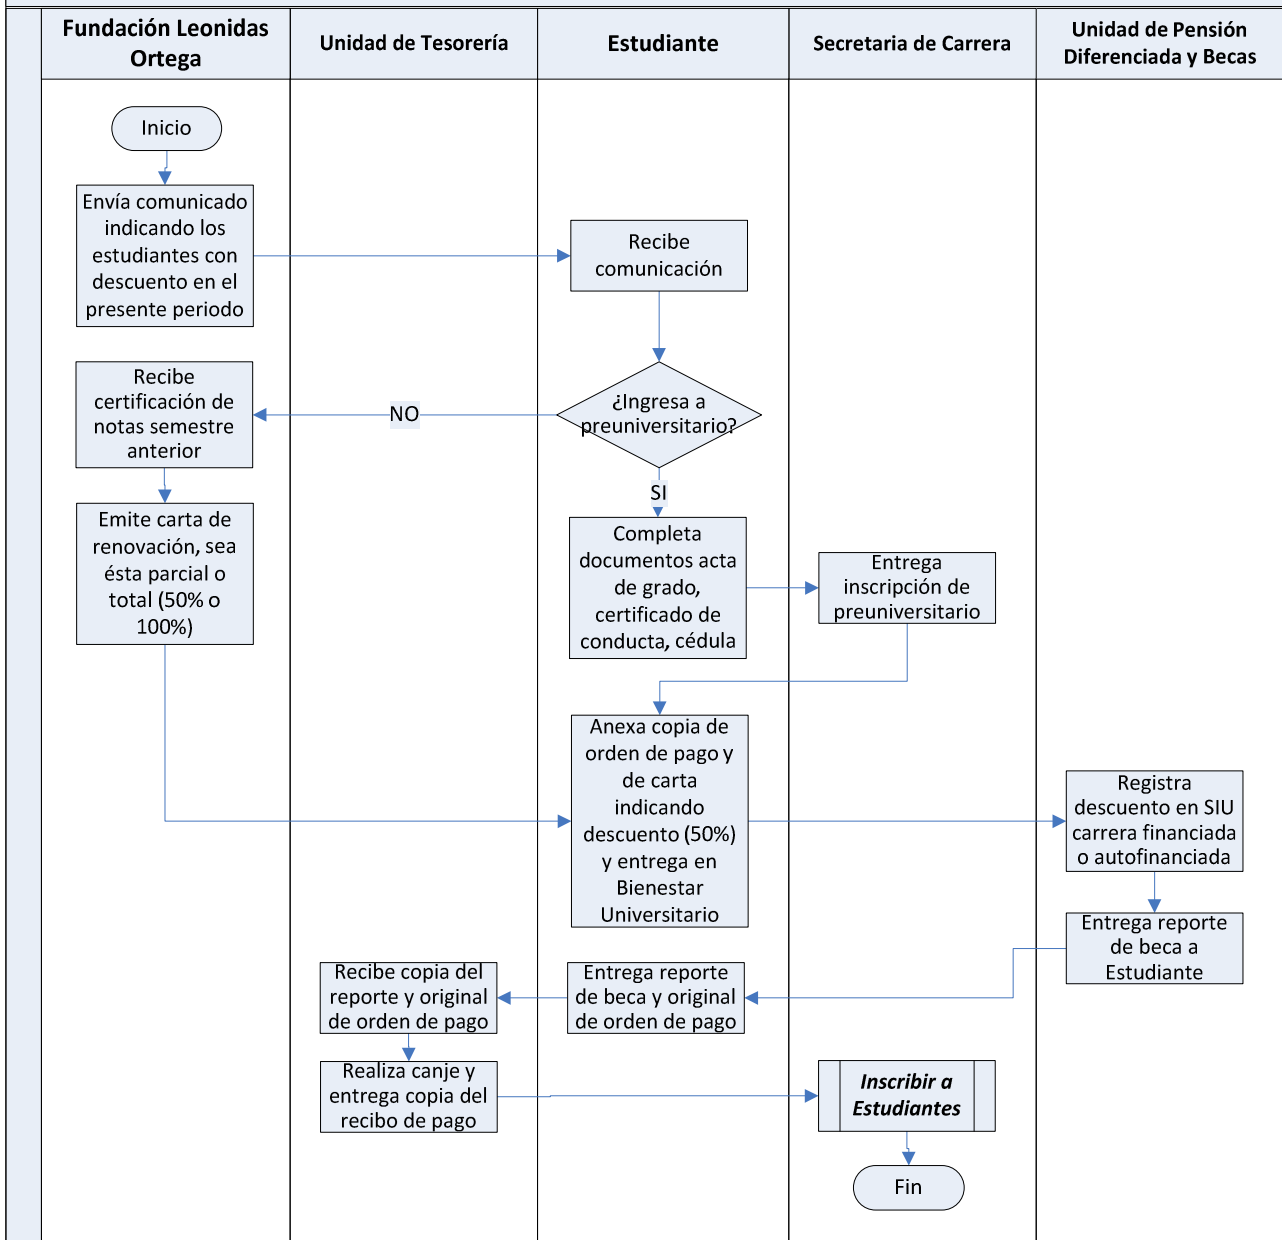 Fundación Leonidas
Ortega
Unidad de Tesorería
Estudiante
Secretaria de Carrera
Unidad de Pensión
Diferenciada y Becas
Inicio
Envía comunicado
indicando los
estudiantes con
descuento en el
presente periodo
Recibe
comunicación
Recibe
certificación de
notas semestre
anterior
NO
¿Ingresa a
preuniversitario?
SI
Emite carta de
renovación, sea
ésta parcial o
total (50% o
100%)
Completa
documentos acta
de grado,
certificado de
conducta, cédula
Entrega
inscripción de
preuniversitario
Anexa copia de
orden de pago y
de carta
indicando
descuento (50%)
y entrega en
Bienestar
Universitario
Registra
descuento en SIU
carrera financiada
o autofinanciada
Entrega reporte
de beca a
Estudiante
Recibe copia del
reporte y original
de orden de pago
Entrega reporte
de beca y original
de orden de pago
Realiza canje y
entrega copia del
recibo de pago
Inscribir a
Estudiantes
Fin